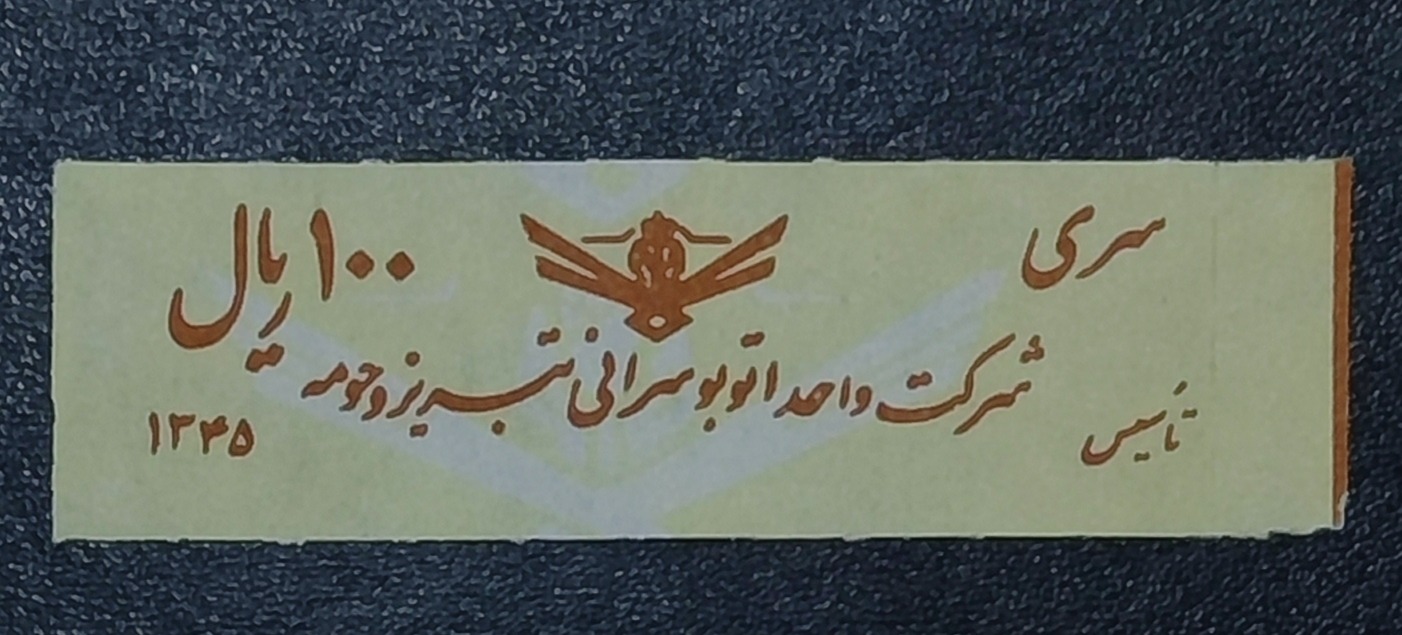 سری
۱۰۰ ریال
شرکت واحد اتوبوسرانی تبریز و حومه
تأسیس
۱۳۴۵